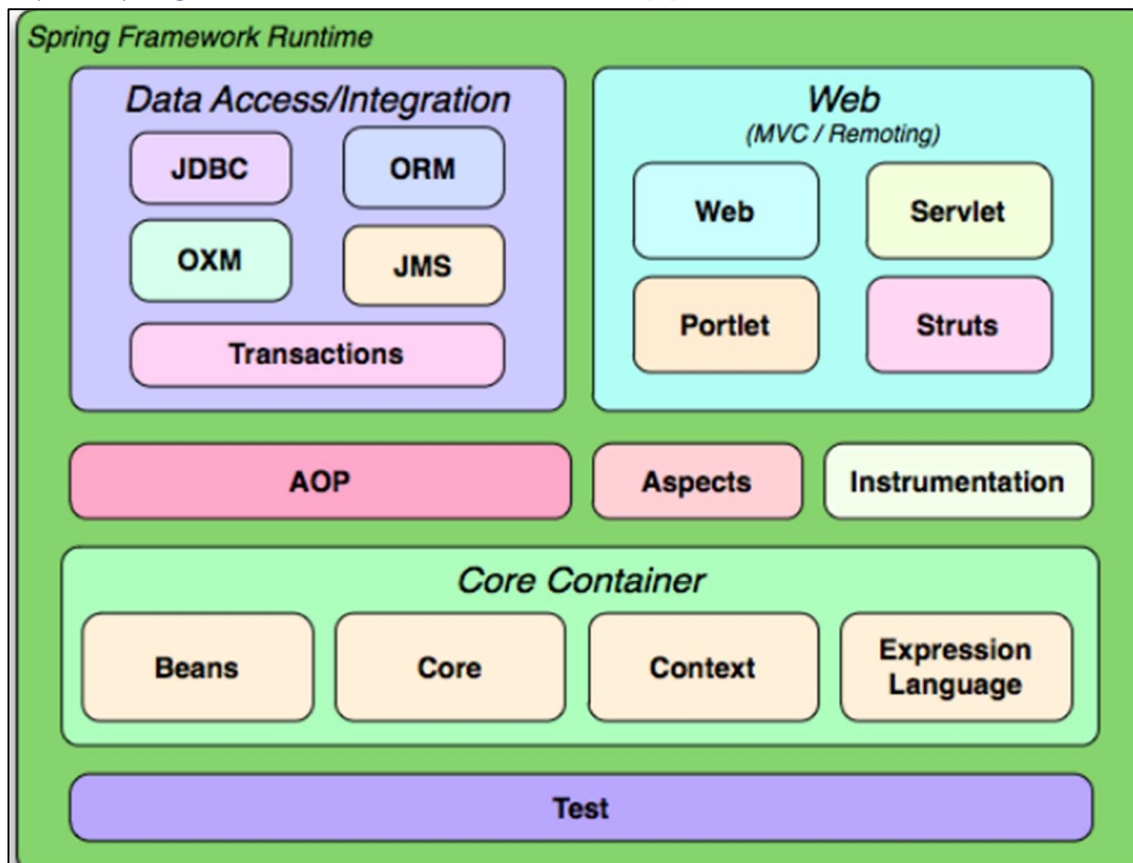 Spring Framework Runtime
Data Access/Integration
JDBC
ORM
OXM
JMS
Transactions
Web
(MVC / Remoting)
Web
Servlet
Portlet
Struts
AOP
Aspects
Instrumentation
Core Container
Beans
Core
Context
Expression
Language
Test